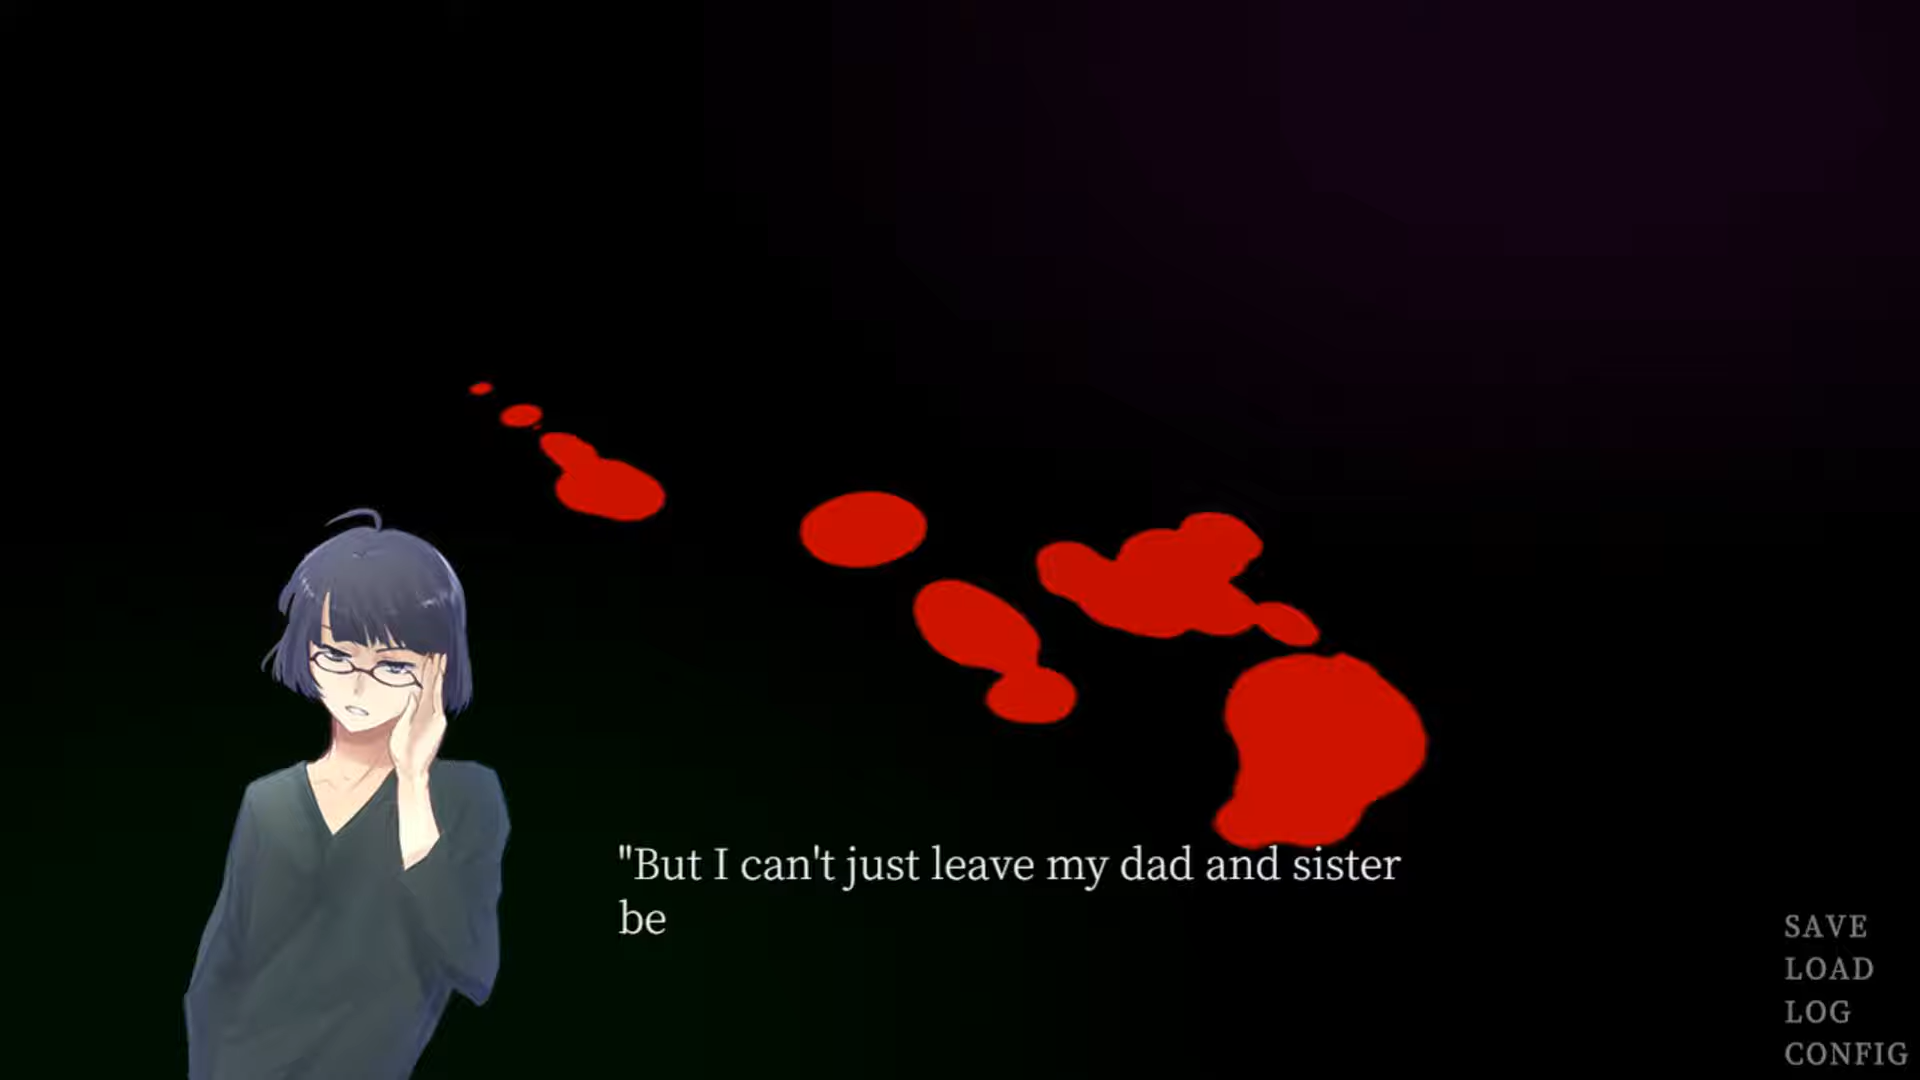 "But I can't just leave my dad and sister
be
SAVE
LOAD
LOG
CONFIG